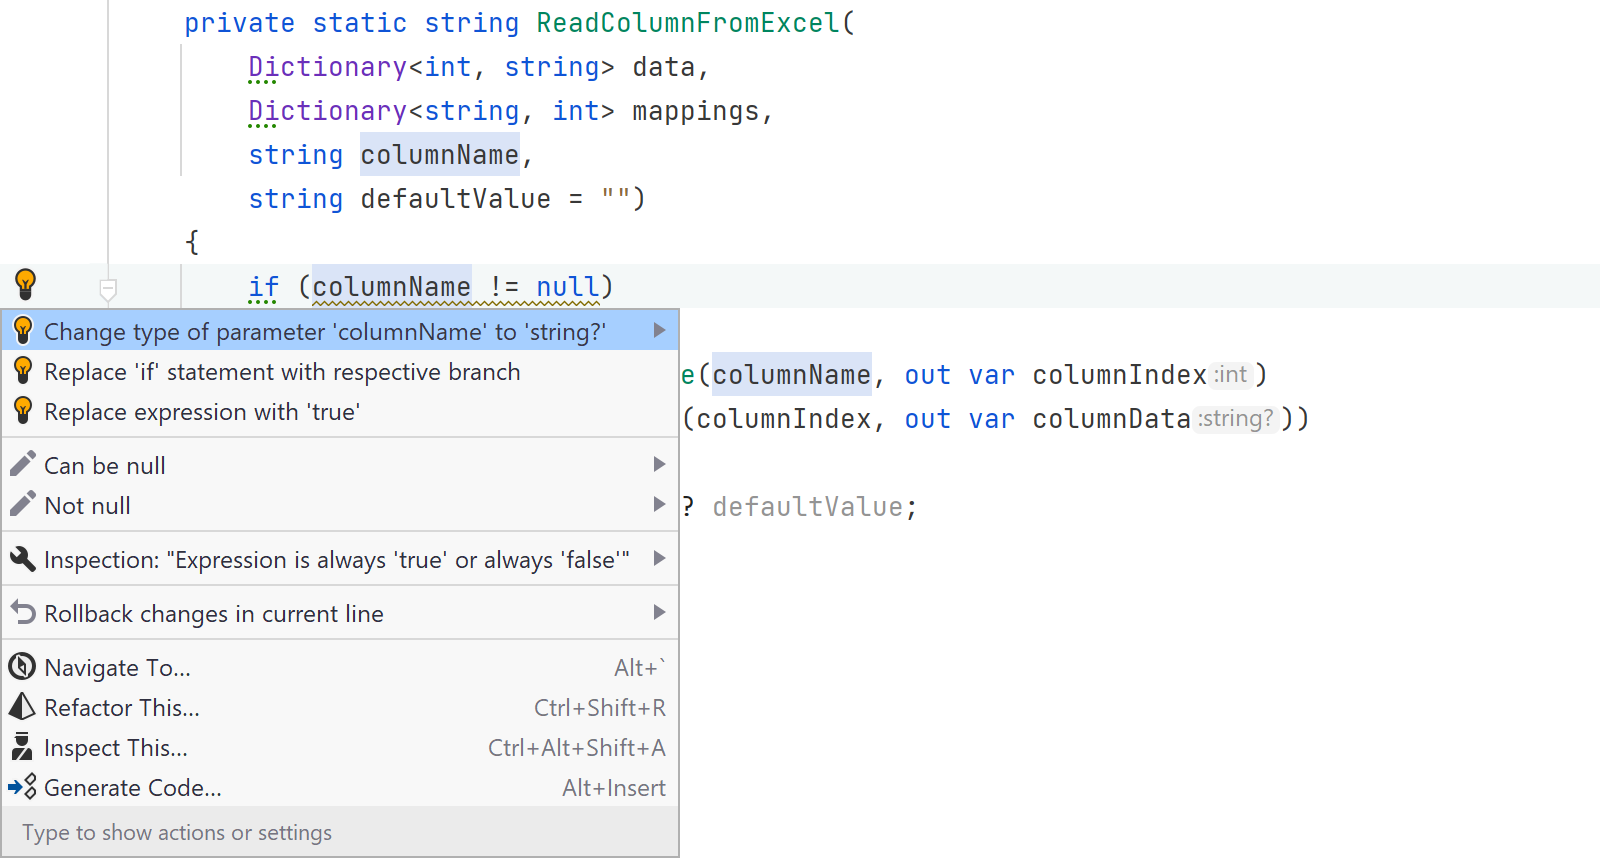 private static string ReadColumnFromExcel(
Dictionary<int, string> data,
Dictionary<string, int> mappings,
string columnName,
string defaultValue = "")
{
if (columnName != null)
Change type of parameter 'columnName' to 'string?'
Replace 'if' statement with respective branch
e(columnName, out var columnIndex :int )
Replace expression with 'true'
(columnIndex, out var columnData :string? ))
Can be null
Not null
? defaultValue;
Inspection: "Expression is always 'true' or always 'false'"
Rollback changes in current line
Navigate To... Alt+`
Refactor This... Ctrl+Shift+R
Inspect This... Ctrl+Alt+Shift+A
Generate Code... Alt+Insert
Type to show actions or settings